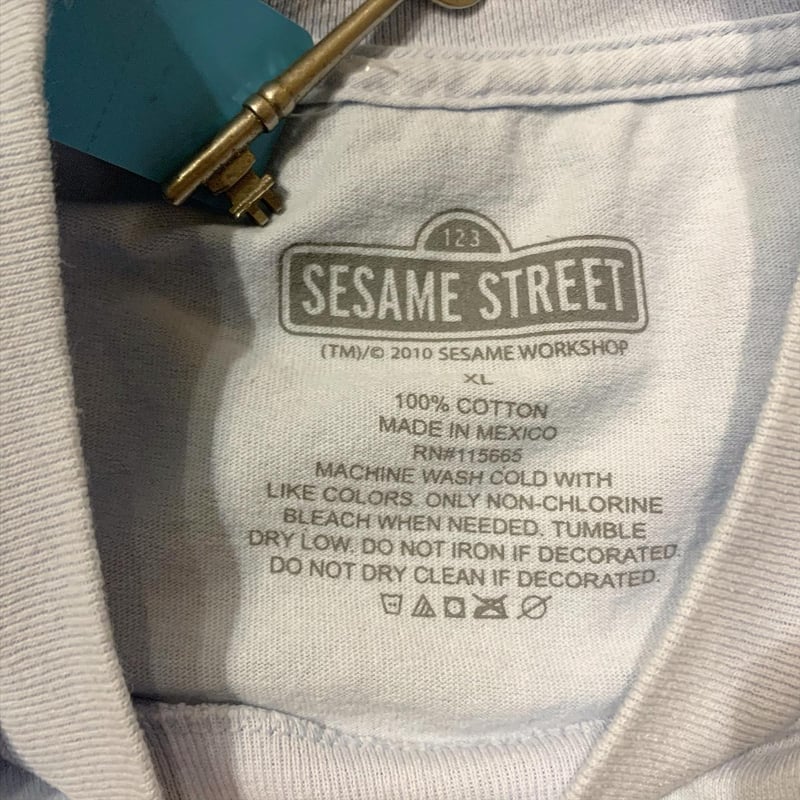 123
SESAME STREET
(TM)/© 2010 SESAME WORKSHOP
XL
100% COTTON
MADE IN MEXICO
RN#115665
MACHINE WASH COLD WITH
LIKE COLORS. ONLY NON-CHLORINE
BLEACH WHEN NEEDED. TUMBLE
DRY LOW. DO NOT IRON IF DECORATED.
DO NOT DRY CLEAN IF DECORATED.